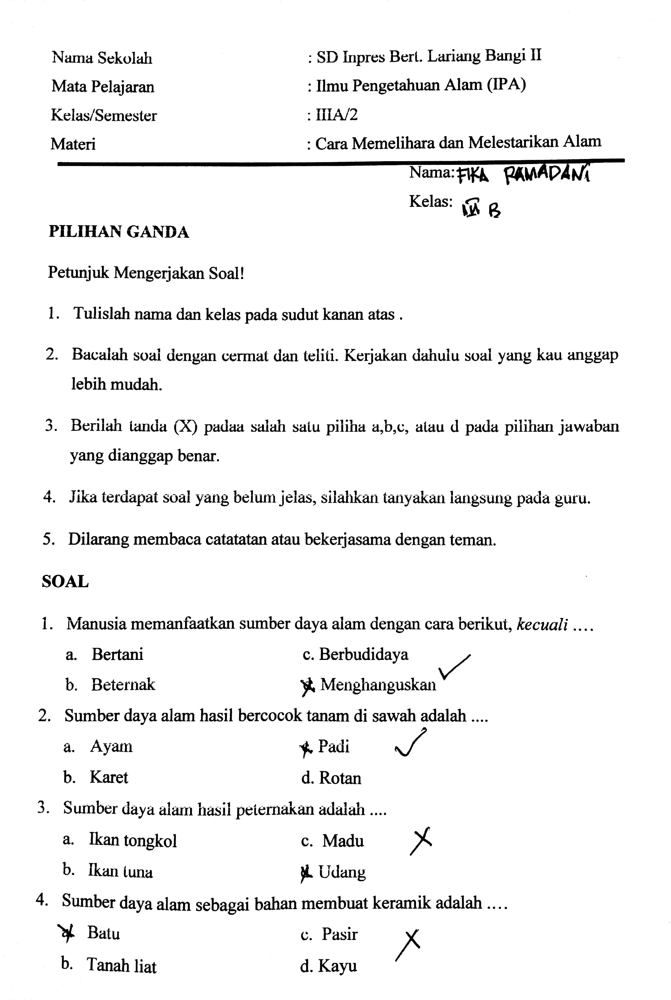 Nama Sekolah : SD Inpres Bert. Lariang Bangi II
Mata Pelajaran : Ilmu Pengetahuan Alam (IPA)
Kelas/Semester : IIIA/2
Materi : Cara Memelihara dan Melestarikan Alam
Nama: FIKA RAMADANi
Kelas: III B
PILIHAN GANDA
Petunjuk Mengerjakan Soal!
1. Tulislah nama dan kelas pada sudut kanan atas .
2. Bacalah soal dengan cermat dan teliti. Kerjakan dahulu soal yang kau anggap
lebih mudah.
3. Berilah tanda (X) padaa salah satu piliha a,b,c, atau d pada pilihan jawaban
yang dianggap benar.
4. Jika terdapat soal yang belum jelas, silahkan tanyakan langsung pada guru.
5. Dilarang membaca catatatan atau bekerjasama dengan teman.
SOAL
1. Manusia memanfaatkan sumber daya alam dengan cara berikut, kecuali ....
a. Bertani c. Berbudidaya
b. Beternak d. Menghanguskan
2. Sumber daya alam hasil bercocok tanam di sawah adalah ....
a. Ayam c. Padi
b. Karet d. Rotan
3. Sumber daya alam hasil peternakan adalah ....
a. Ikan tongkol c. Madu
b. Ikan tuna d. Udang
4. Sumber daya alam sebagai bahan membuat keramik adalah ....
a. Batu c. Pasir
b. Tanah liat d. Kayu